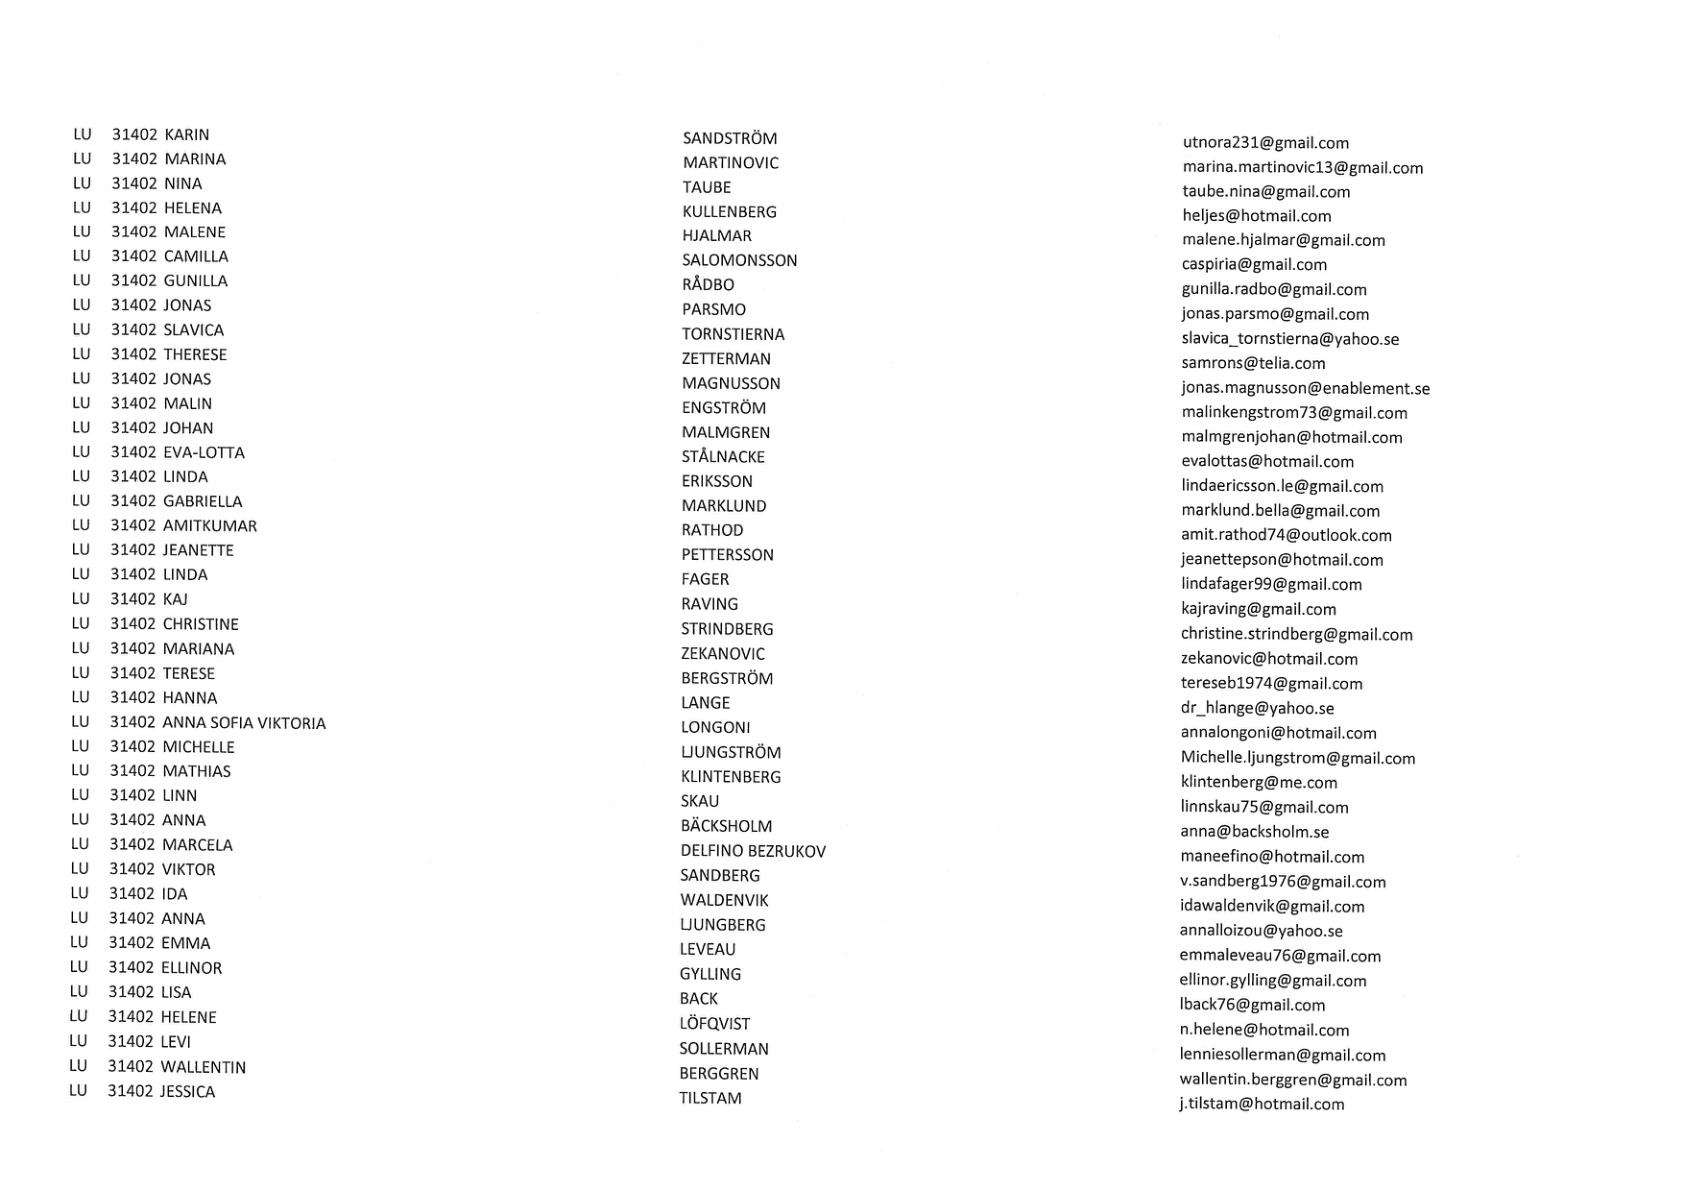 LU 31402 KARIN SANDSTRÖM utnora231@gmail.com
LU 31402 MARINA MARTINOVIC marina.martinovic13@gmail.com
LU 31402 NINA TAUBE taube.nina@gmail.com
LU 31402 HELENA KULLENBERG heljes@hotmail.com
LU 31402 MALENE HJALMAR malene.hjalmar@gmail.com
LU 31402 CAMILLA SALOMONSSON caspiria@gmail.com
LU 31402 GUNILLA RÅDBO gunilla.radbo@gmail.com
LU 31402 JONAS PARSMO jonas.parsmo@gmail.com
LU 31402 SLAVICA TORNSTIERNA slavica_tornstierna@yahoo.se
LU 31402 THERESE ZETTERMAN samrons@telia.com
LU 31402 JONAS MAGNUSSON jonas.magnusson@enablement.se
LU 31402 MALIN ENGSTRÖM malinkengstrom73@gmail.com
LU 31402 JOHAN MALMGREN malmgrenjohan@hotmail.com
LU 31402 EVA-LOTTA STÅLNACKE evalottas@hotmail.com
LU 31402 LINDA ERIKSSON lindaericsson.le@gmail.com
LU 31402 GABRIELLA MARKLUND marklund.bella@gmail.com
LU 31402 AMITKUMAR RATHOD amit.rathod74@outlook.com
LU 31402 JEANETTE PETTERSSON jeanettepson@hotmail.com
LU 31402 LINDA FAGER lindafager99@gmail.com
LU 31402 KAJ RAVING kajraving@gmail.com
LU 31402 CHRISTINE STRINDBERG christine.strindberg@gmail.com
LU 31402 MARIANA ZEKANOVIC zekanovic@hotmail.com
LU 31402 TERESE BERGSTRÖM tereseb1974@gmail.com
LU 31402 HANNA LANGE dr_hlange@yahoo.se
LU 31402 ANNA SOFIA VIKTORIA LONGONI annalongoni@hotmail.com
LU 31402 MICHELLE LJUNGSTRÖM Michelle.ljungstrom@gmail.com
LU 31402 MATHIAS KLINTENBERG klintenberg@me.com
LU 31402 LINN SKAU linnskau75@gmail.com
LU 31402 ANNA BÄCKSHOLM anna@backsholm.se
LU 31402 MARCELA DELFINO BEZRUKOV maneefino@hotmail.com
LU 31402 VIKTOR SANDBERG v.sandberg1976@gmail.com
LU 31402 IDA WALDENVIK idawaldenvik@gmail.com
LU 31402 ANNA LJUNGBERG annalloizou@yahoo.se
LU 31402 EMMA LEVEAU emmaleveau76@gmail.com
LU 31402 ELLINOR GYLLING ellinor.gylling@gmail.com
LU 31402 LISA BACK lback76@gmail.com
LU 31402 HELENE LÖFQVIST n.helene@hotmail.com
LU 31402 LEVI SOLLERMAN lenniesollerman@gmail.com
LU 31402 WALLENTIN BERGGREN wallentin.berggren@gmail.com
LU 31402 JESSICA TILSTAM j.tilstam@hotmail.com